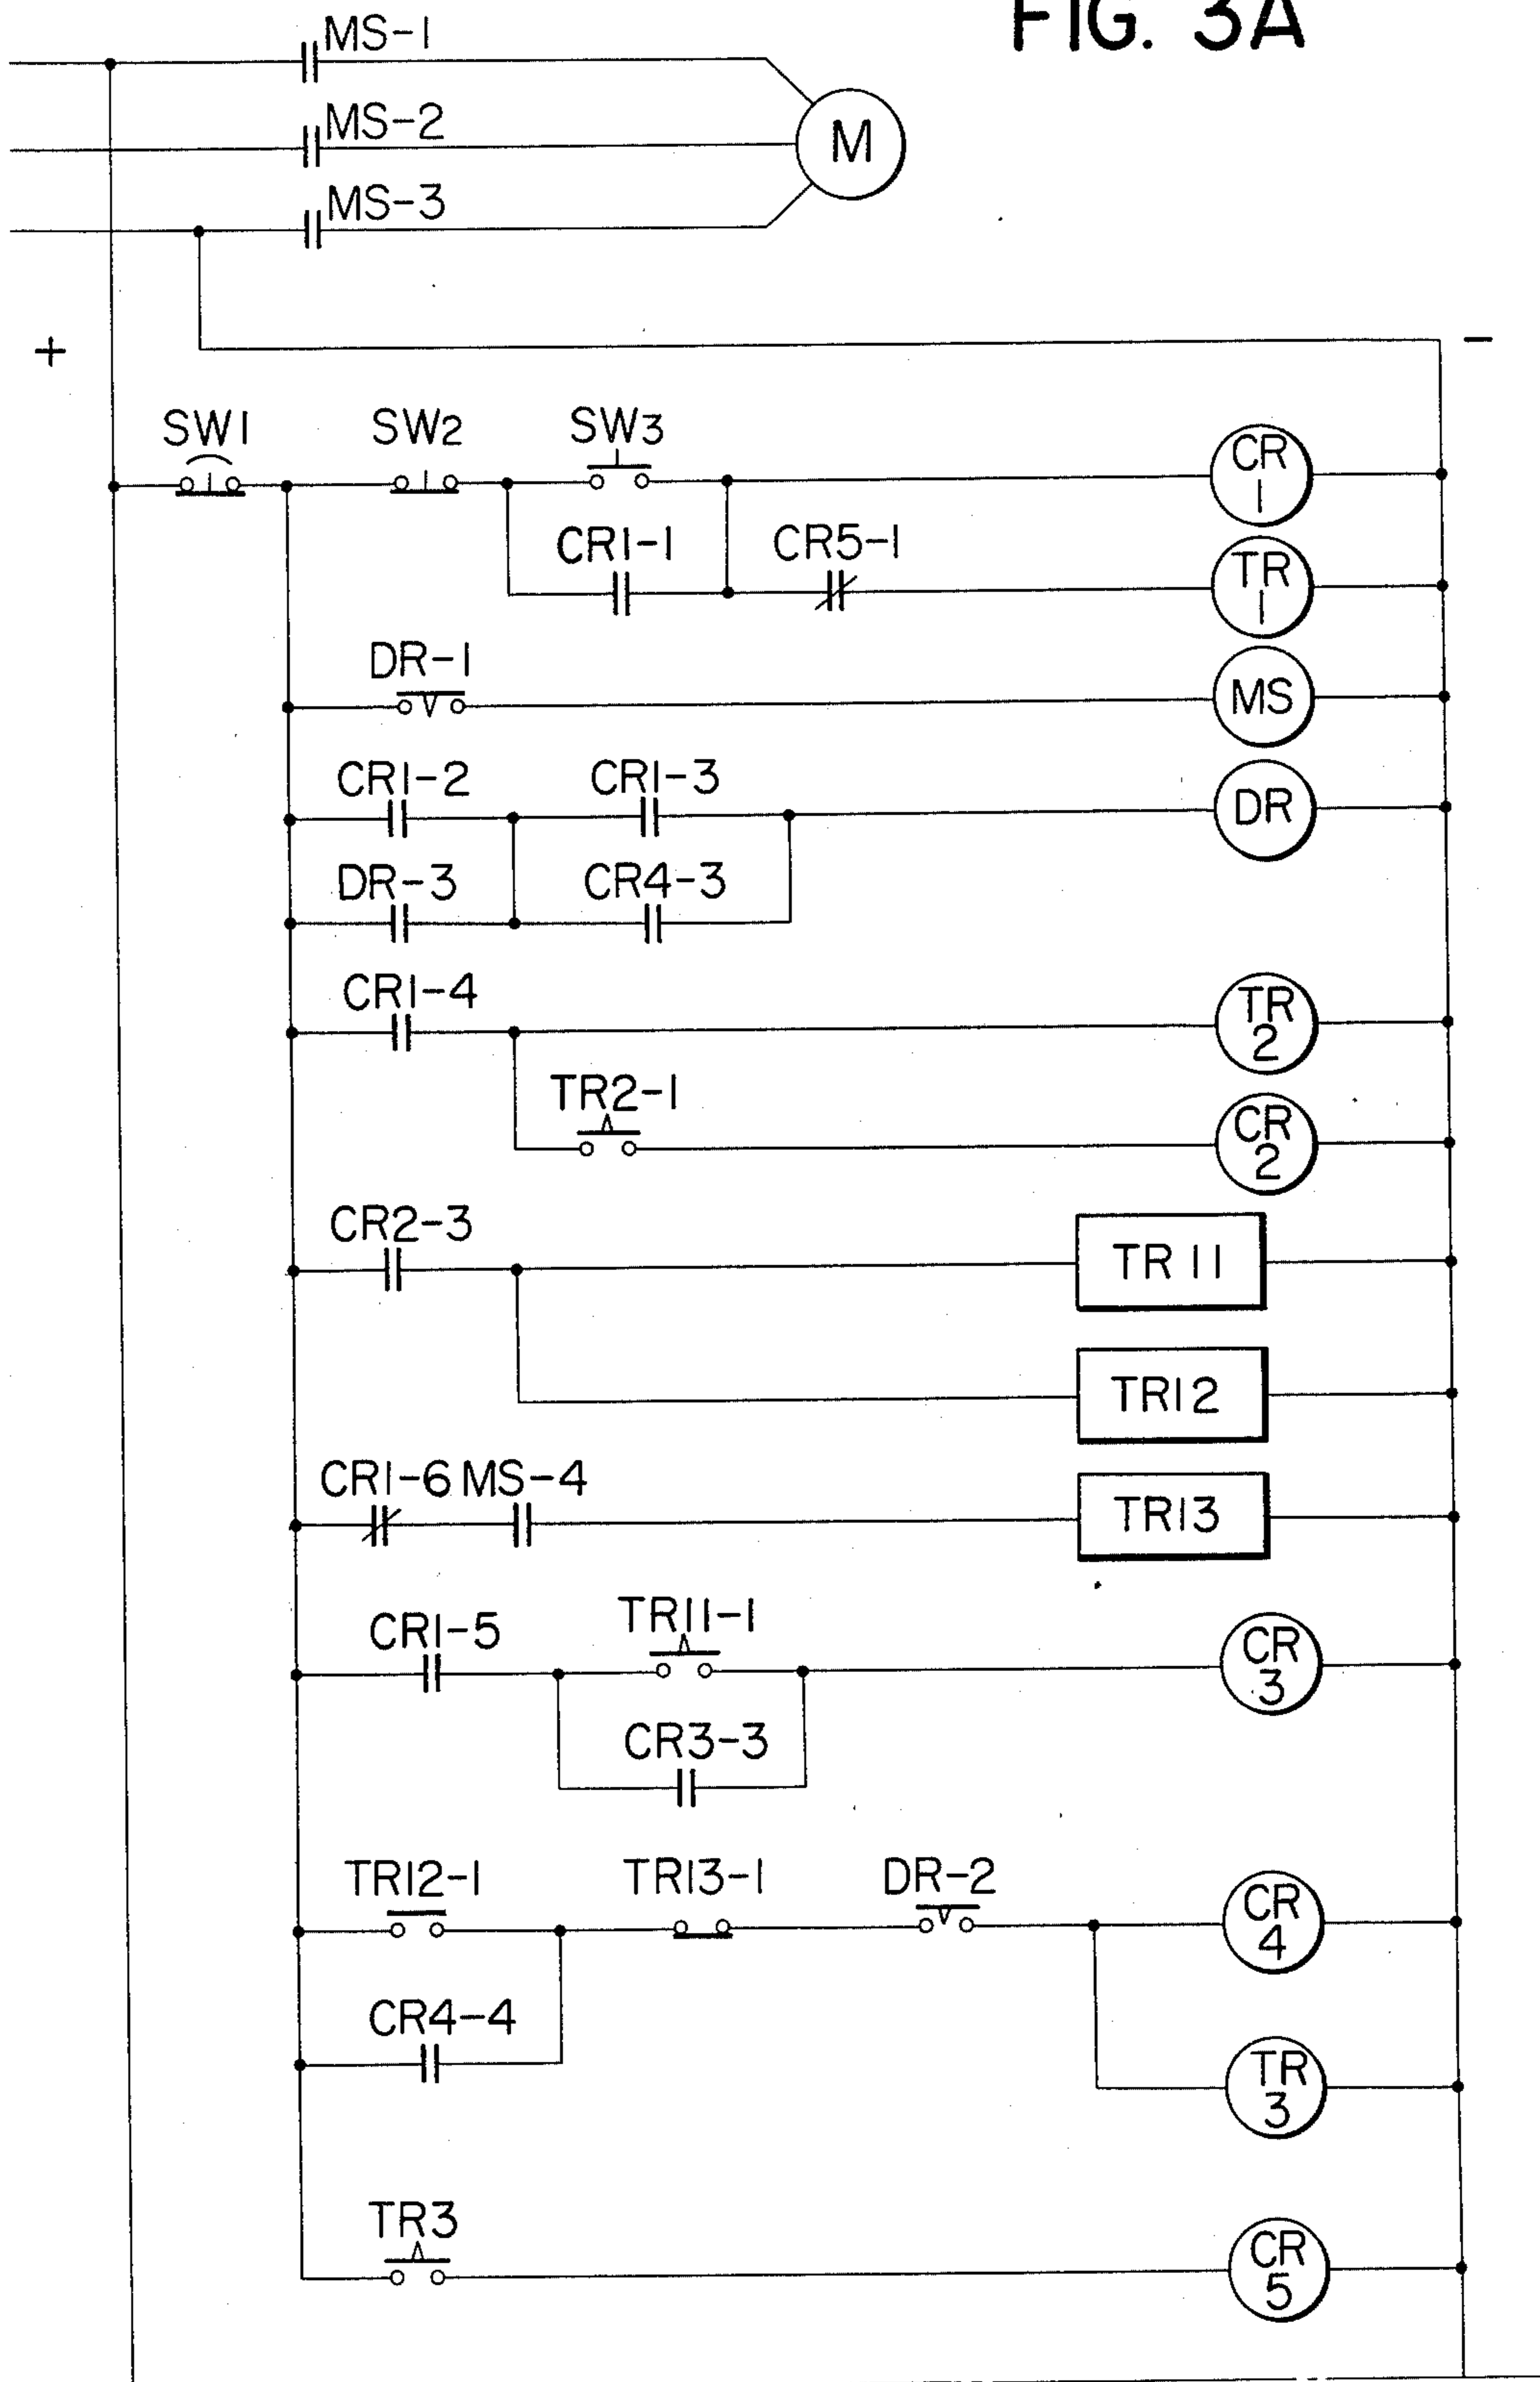 FIG. 3A
MS-1
MS-2
M
MS-3
+
-
SW1
SW2
SW3
CR
1
CR1-1
CR5-1
TR
1
DR-1
MS
CR1-2
CR1-3
DR
DR-3
CR4-3
CR1-4
TR
2
TR2-1
CR
2
CR2-3
TR 11
TR12
CR1-6
MS-4
TR13
CR1-5
TR11-1
CR
3
CR3-3
TR12-1
TR13-1
DR-2
CR
4
CR4-4
TR
3
TR3
CR
5